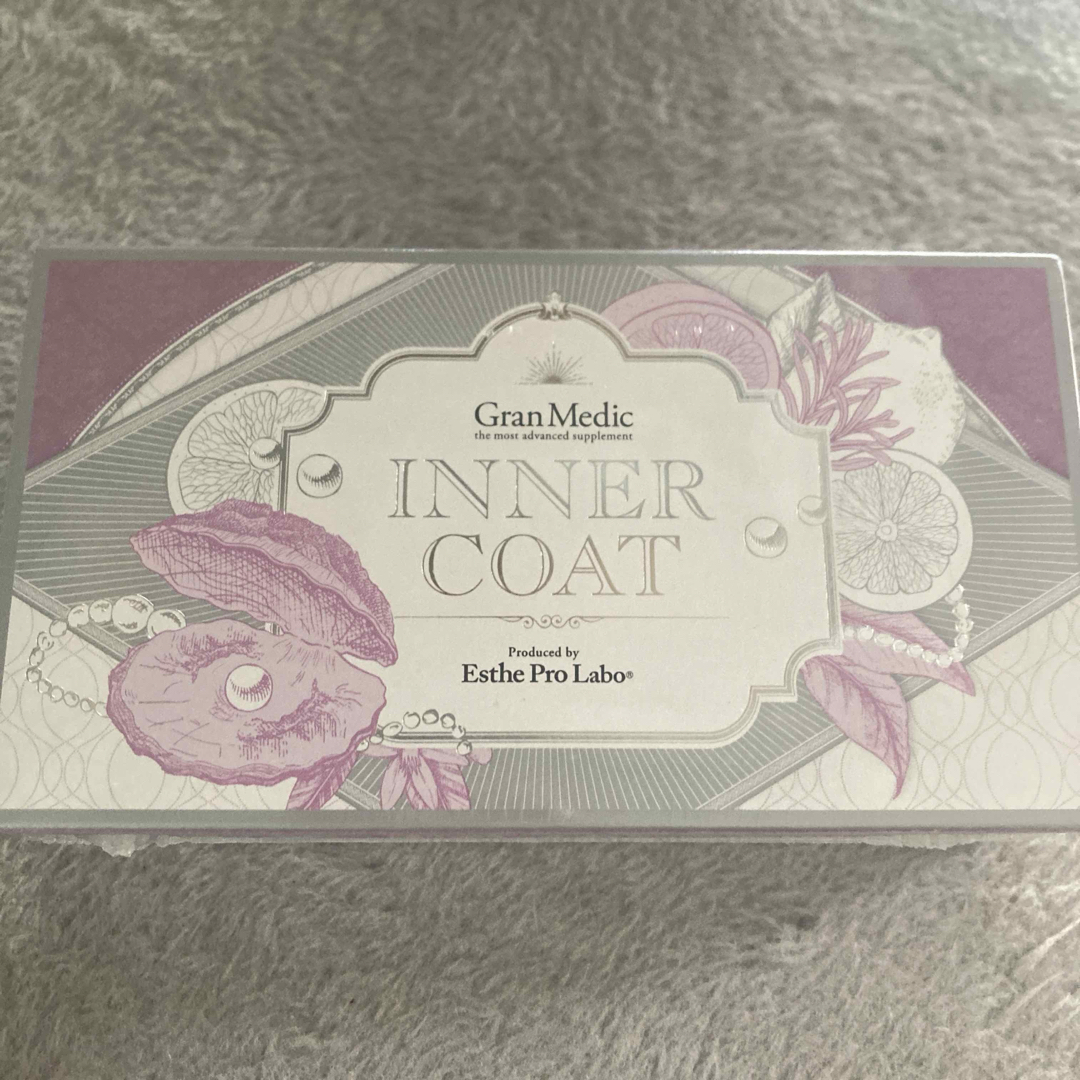 Gran Medic
the most advanced supplement
INNER
COAT
Produced by
Esthe Pro Labo®